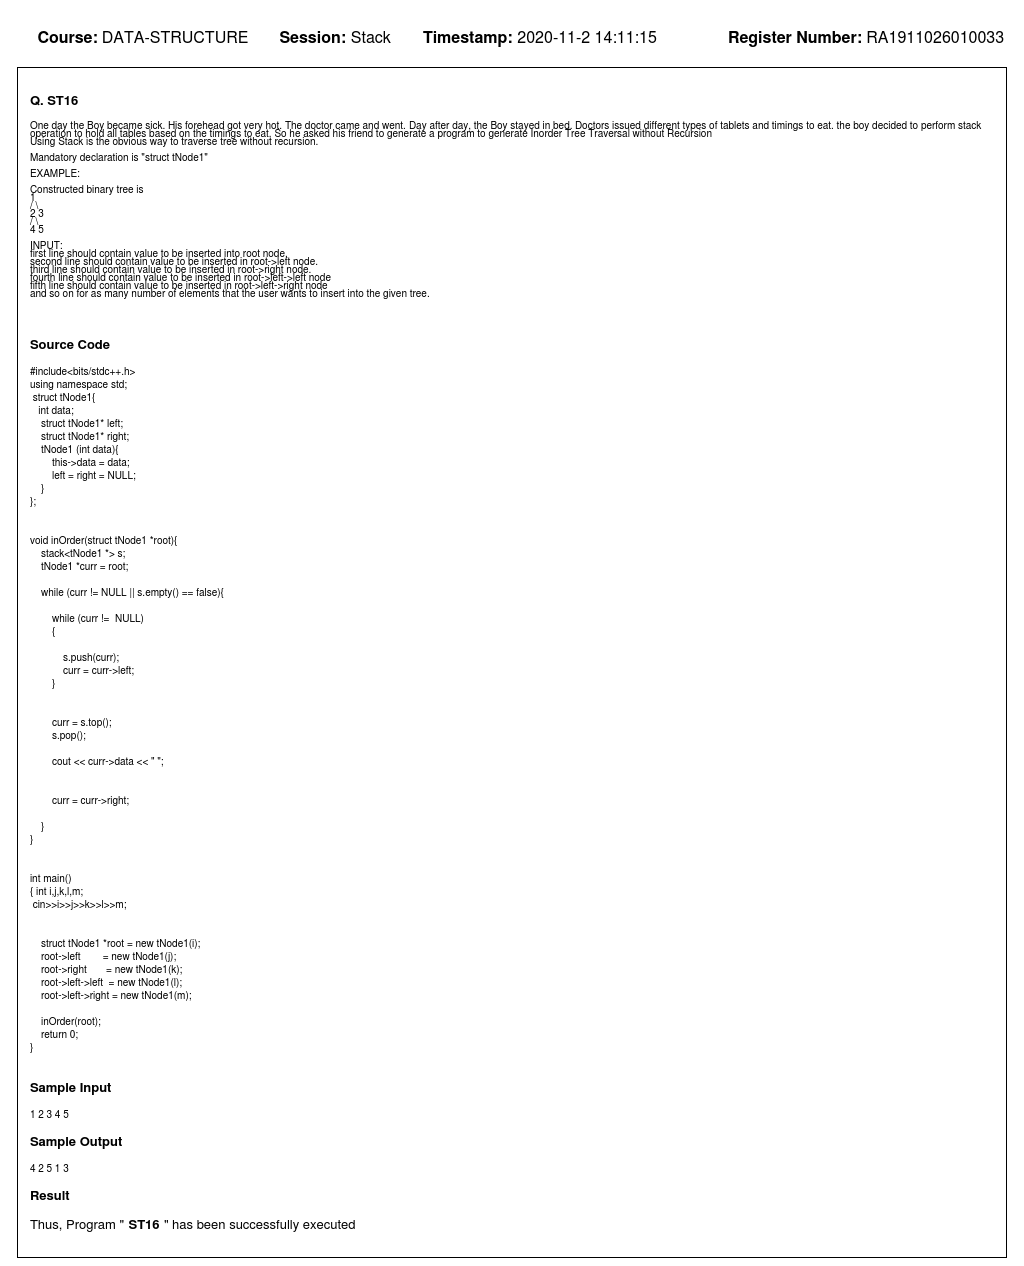 Course: DATA-STRUCTURE Session: Stack Timestamp: 2020-11-2 14:11:15 Register Number: RA1911026010033
Q. ST16
One day the Boy became sick. His forehead got very hot. The doctor came and went. Day after day, the Boy stayed in bed. Doctors issued different types of tablets and timings to eat. the boy decided to perform stack
operation to hold all tables based on the timings to eat. So he asked his friend to generate a program to generate Inorder Tree Traversal without Recursion
Using Stack is the obvious way to traverse tree without recursion.
Mandatory declaration is "struct tNode1"
EXAMPLE:
Constructed binary tree is
1
/ \
2 3
/ \
4 5
INPUT:
first line should contain value to be inserted into root node,
second line should contain value to be inserted in root->left node.
third line should contain value to be inserted in root->right node.
fourth line should contain value to be inserted in root->left->left node
fifth line should contain value to be inserted in root->left->right node
and so on for as many number of elements that the user wants to insert into the given tree.
Source Code
#include<bits/stdc++.h>
using namespace std;
struct tNode1{
int data;
struct tNode1* left;
struct tNode1* right;
tNode1 (int data){
this->data = data;
left = right = NULL;
}
};
void inOrder(struct tNode1 *root){
stack<tNode1 *> s;
tNode1 *curr = root;
while (curr != NULL || s.empty() == false){
while (curr != NULL)
{
s.push(curr);
curr = curr->left;
}
curr = s.top();
s.pop();
cout << curr->data << " ";
curr = curr->right;
}
}
int main()
{ int i,j,k,l,m;
cin>>i>>j>>k>>l>>m;
struct tNode1 *root = new tNode1(i);
root->left = new tNode1(j);
root->right = new tNode1(k);
root->left->left = new tNode1(l);
root->left->right = new tNode1(m);
inOrder(root);
return 0;
}
Sample Input
1 2 3 4 5
Sample Output
4 2 5 1 3
Result
Thus, Program " ST16 " has been successfully executed